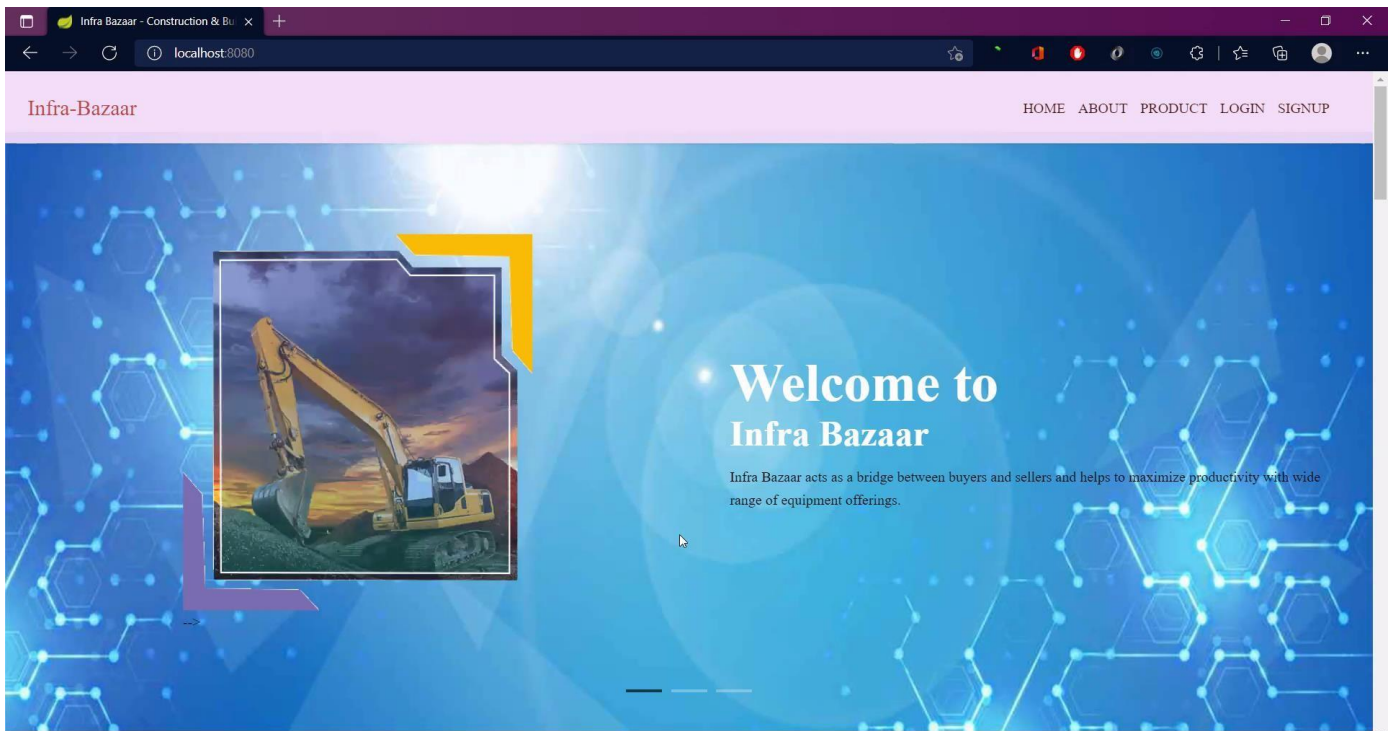 Infra Bazaar - Construction & Bu
localhost:8080
Infra-Bazaar
HOME ABOUT PRODUCT LOGIN SIGNUP
Welcome to
Infra Bazaar
Infra Bazaar acts as a bridge between buyers and sellers and helps to maximize productivity with wide
range of equipment offerings.
-->